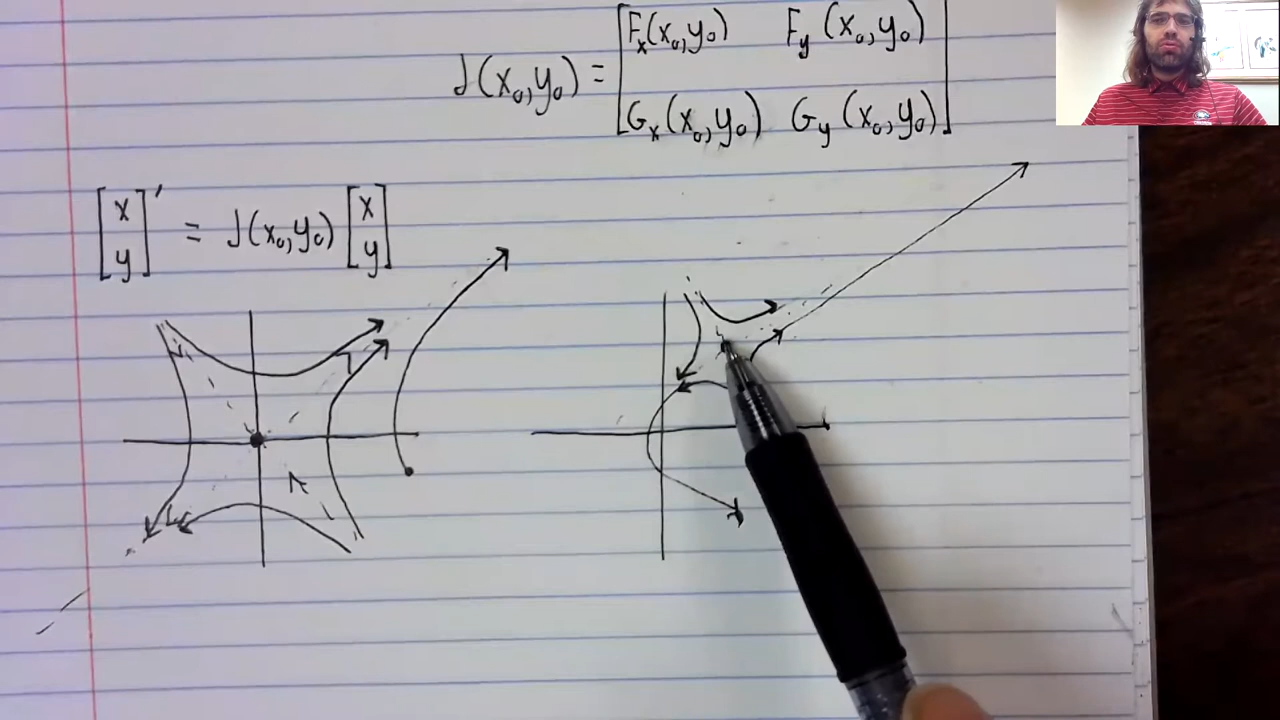 J(x₀,y₀) = [Fₓ(x₀,y₀) F_y(x₀,y₀)
Gₓ(x₀,y₀) G_y(x₀,y₀)]
[x
y]′ = J(x₀,y₀) [x
y]